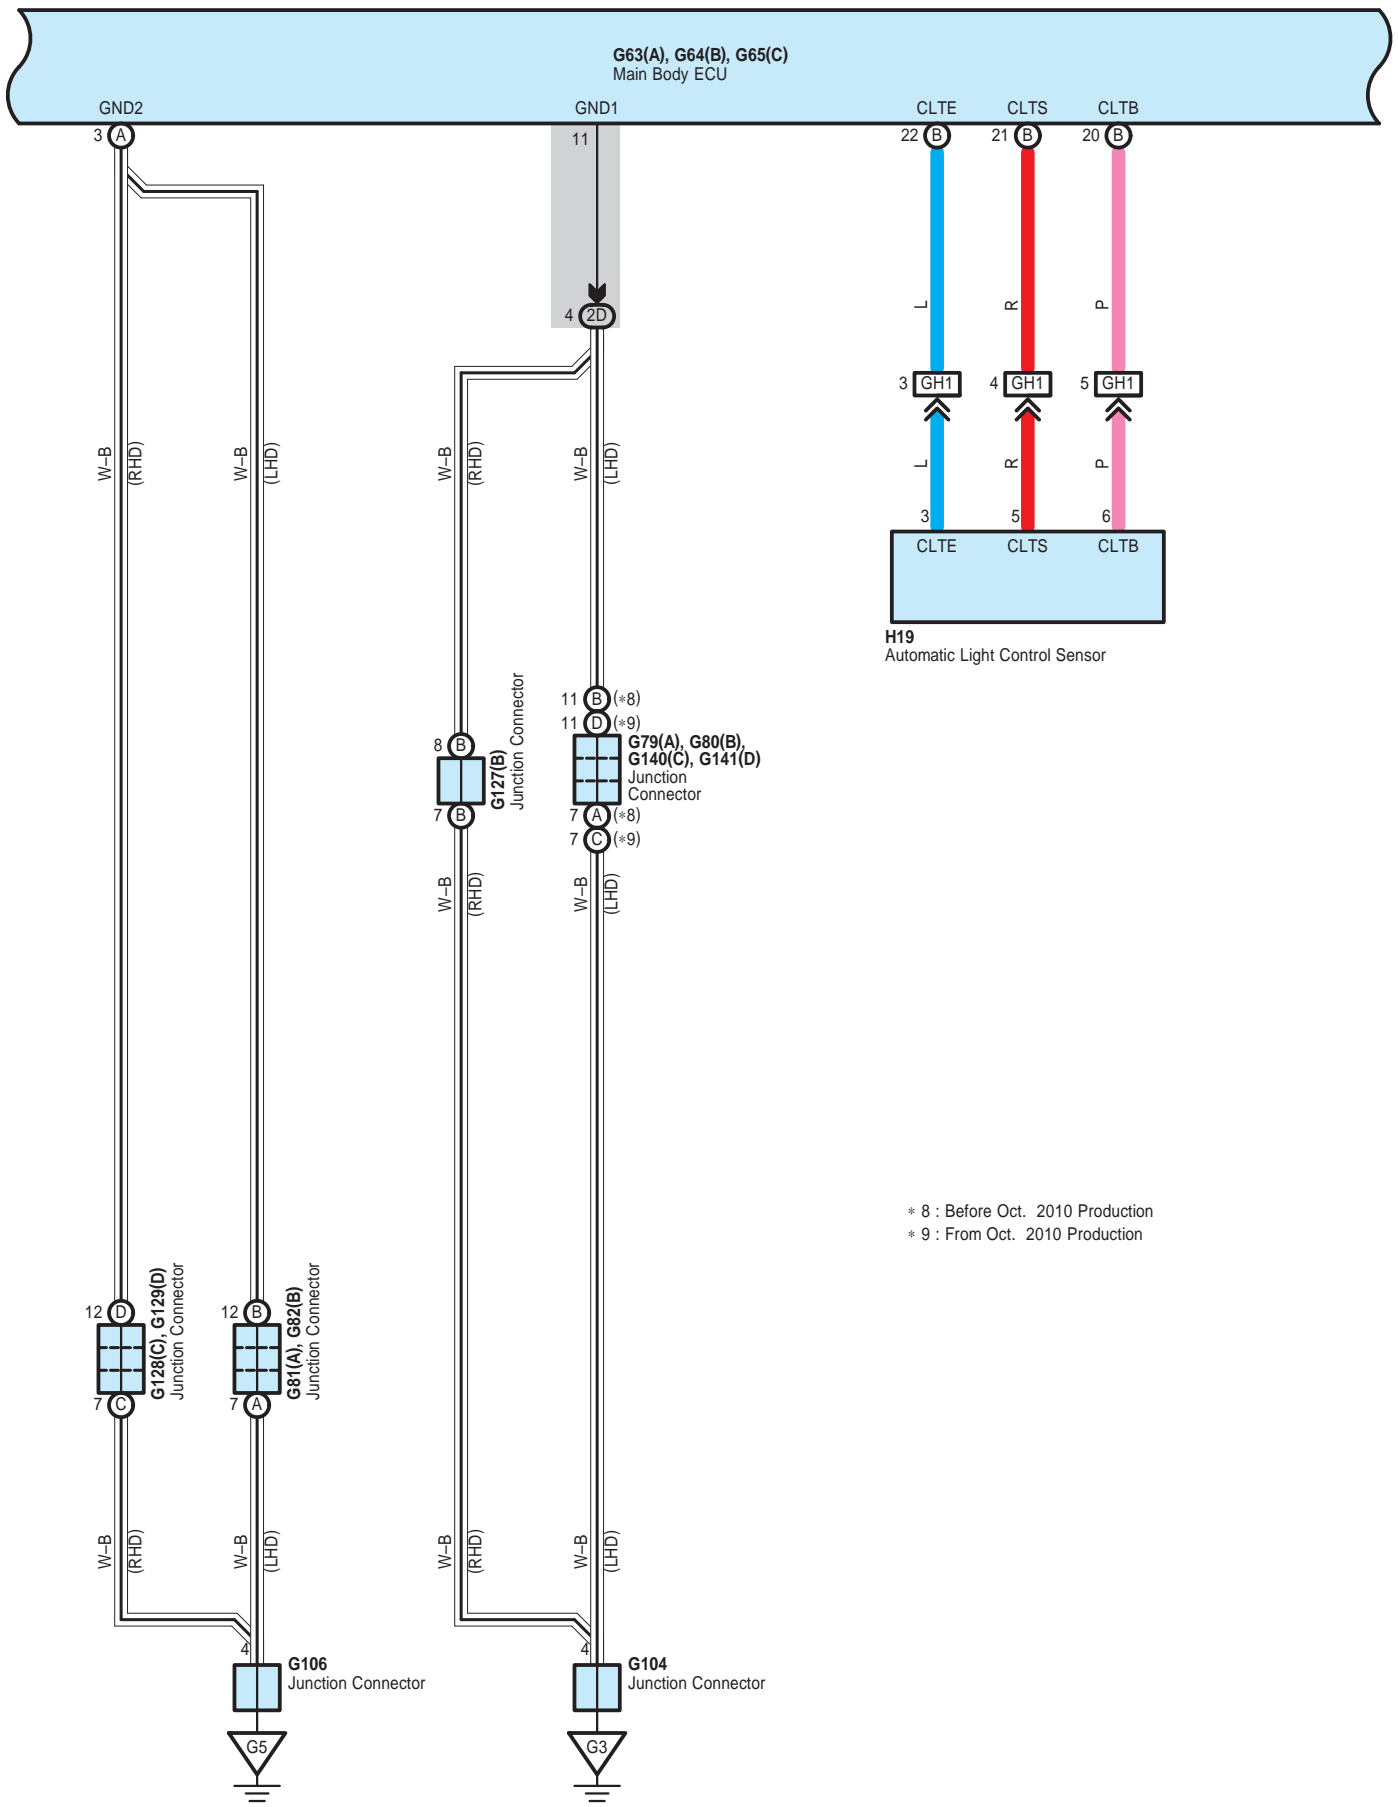 G63(A), G64(B), G65(C)
Main Body ECU
GND2 GND1 CLTE CLTS CLTB
3 A 11 22 B 21 B 20 B
4 2D
L R P
3 GH1 4 GH1 5 GH1
W–B (RHD) W–B (LHD) W–B (RHD) W–B (LHD) L R P
3 5 6
CLTE CLTS CLTB
H19
Automatic Light Control Sensor
11 B (*8)
11 D (*9)
8 B
G127(B)
Junction Connector
7 B
G79(A), G80(B),
G140(C), G141(D)
Junction
Connector
7 A (*8)
7 C (*9)
W–B (RHD) W–B (LHD)
* 8 : Before Oct. 2010 Production
* 9 : From Oct. 2010 Production
12 D
G128(C), G129(D)
Junction Connector
7 C
12 B
G81(A), G82(B)
Junction Connector
7 A
W–B (RHD) W–B (LHD) W–B (RHD) W–B (LHD)
4 4
G106
Junction Connector
G104
Junction Connector
G5 G3